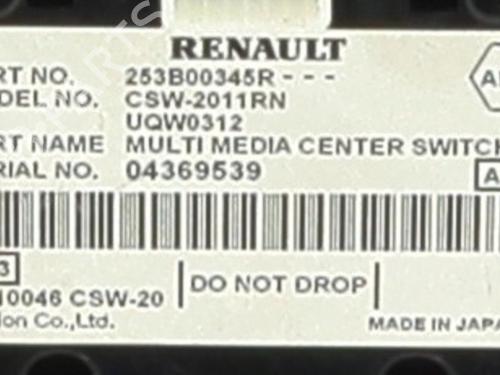 RENAULT
RT NO. 253B00345R- - -
DEL NO. CSW-2011RN
UQW0312
RT NAME MULTI MEDIA CENTER SWITCH
RIAL NO. 04369539
A
3
10046 CSW-20
DO NOT DROP
ion Co.,Ltd.
MADE IN JAPA